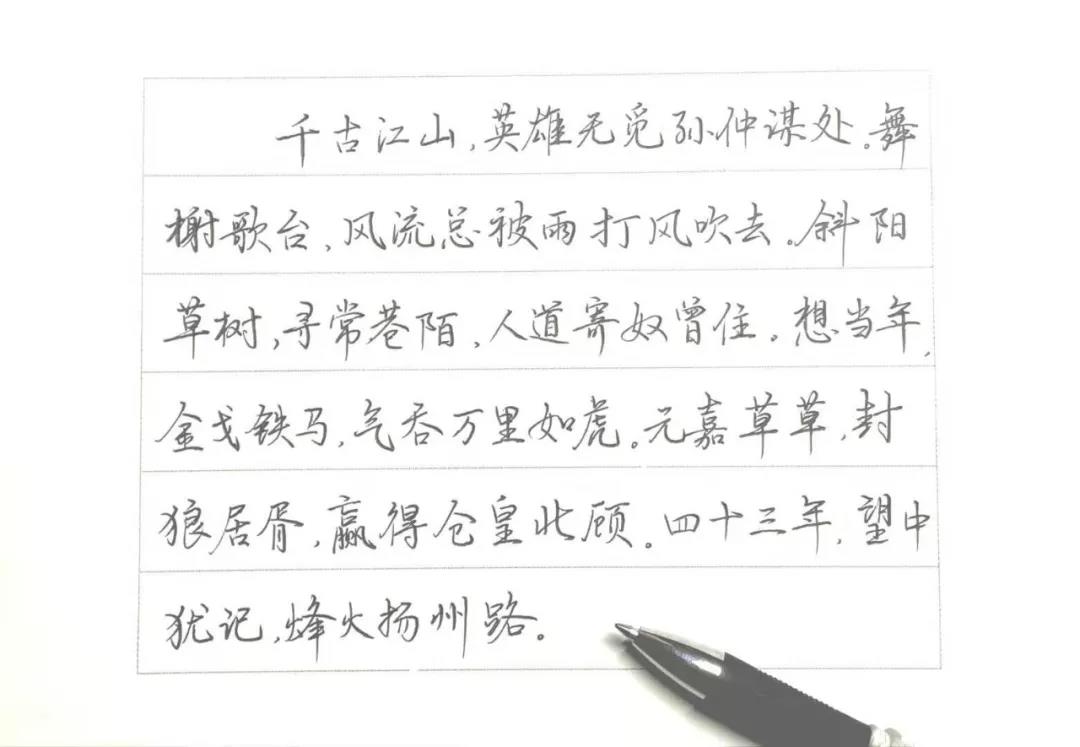 千古江山，英雄无觅孙仲谋处。舞
榭歌台，风流总被雨打风吹去。斜阳
草树，寻常巷陌，人道寄奴曾住。想当年，
金戈铁马，气吞万里如虎。元嘉草草，封
狼居胥，赢得仓皇北顾。四十三年，望中
犹记，烽火扬州路。